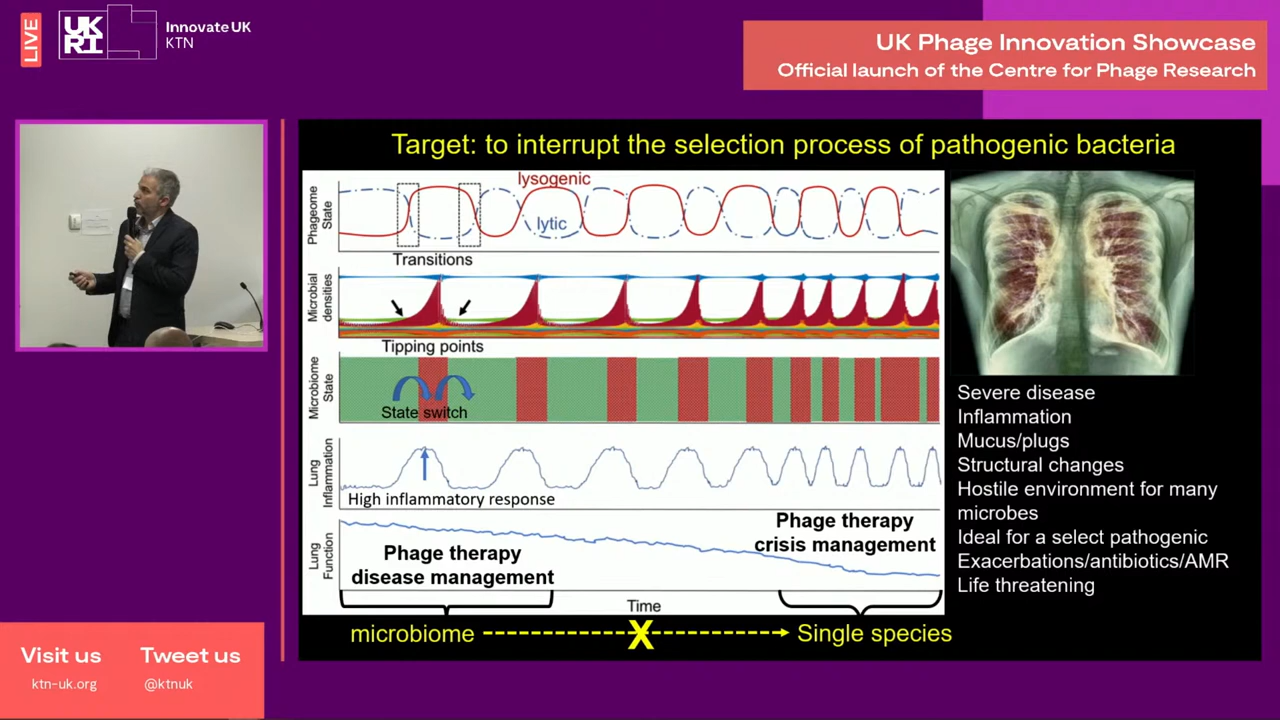 LIVE
UK
RI
Innovate UK
KTN
UK Phage Innovation Showcase
Official launch of the Centre for Phage Research
Target: to interrupt the selection process of pathogenic bacteria
Phageome
State
lysogenic
lytic
Transitions
Microbial
densities
Tipping points
Microbiome
State
State switch
Lung
Inflammation
High inflammatory response
Lung
Function
Phage therapy
disease management
Phage therapy
crisis management
Time
microbiome
X
Single species
Severe disease
Inflammation
Mucus/plugs
Structural changes
Hostile environment for many
microbes
Ideal for a select pathogenic
Exacerbations/antibiotics/AMR
Life threatening
Visit us
ktn-uk.org
Tweet us
@ktnuk